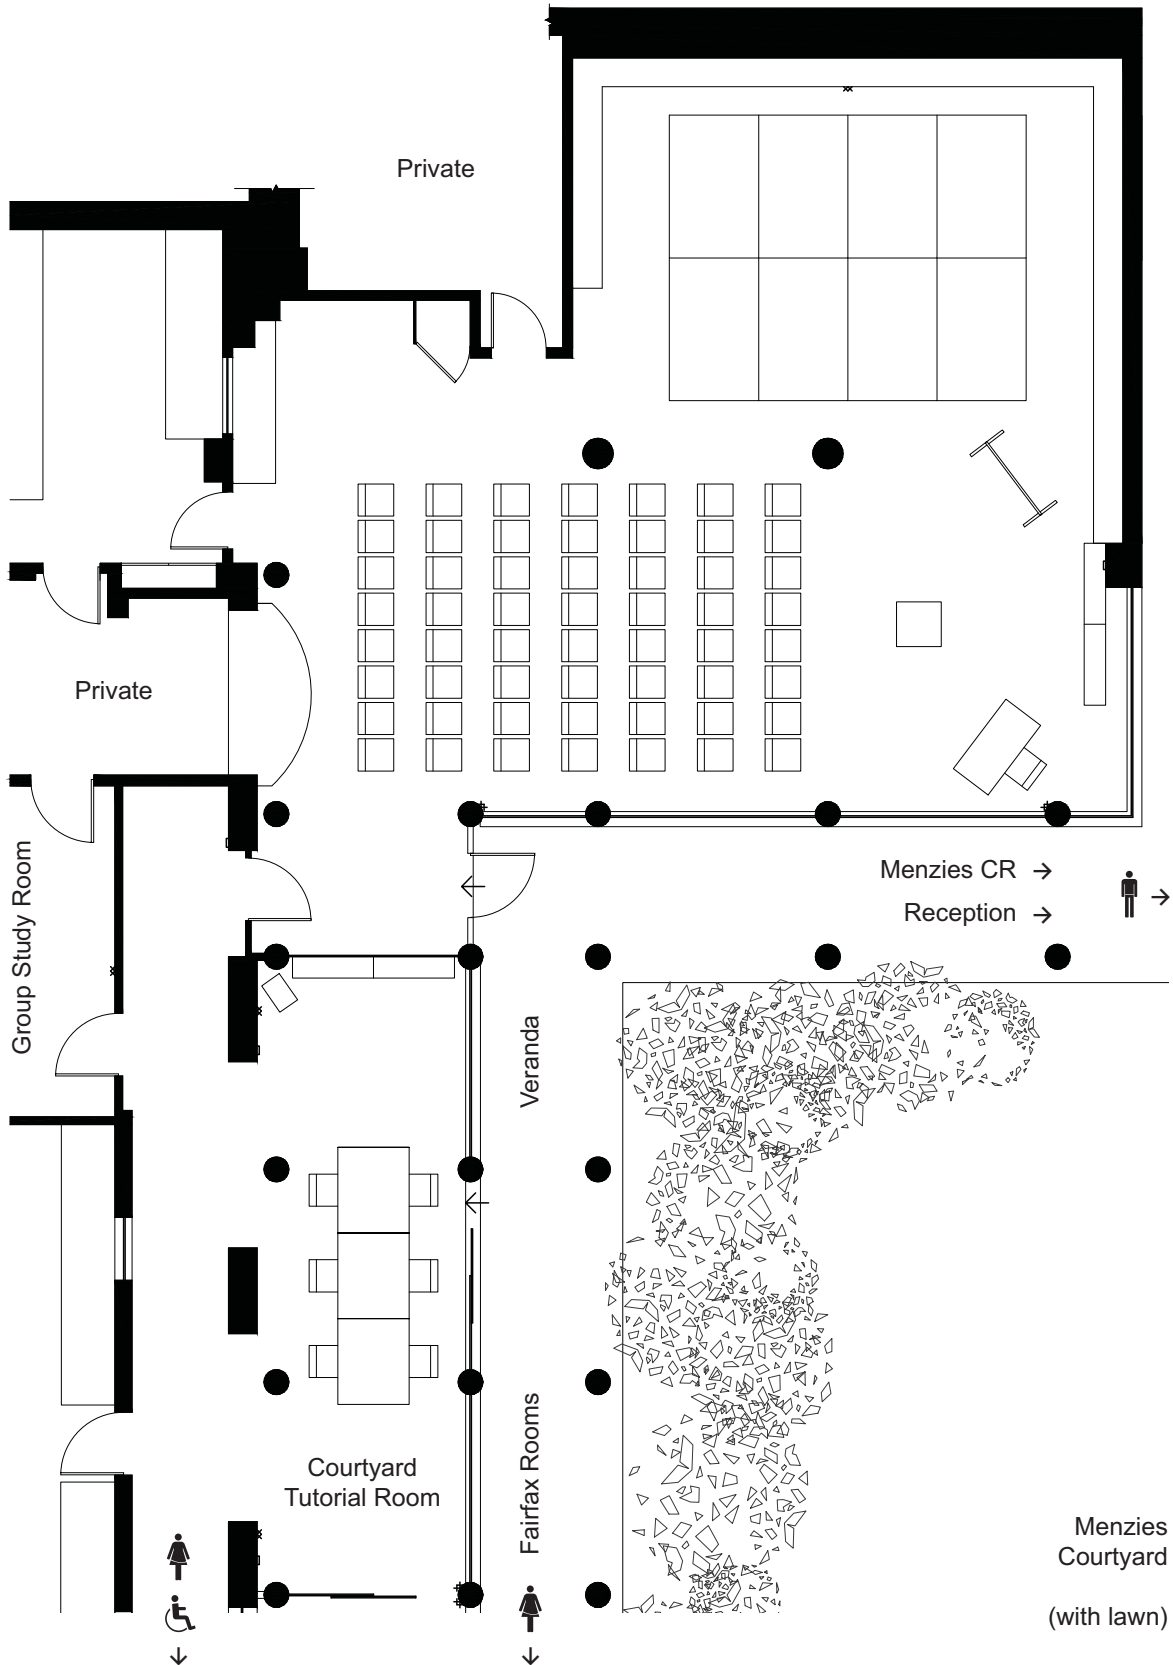 Private
Private
Menzies CR
Reception
Group Study Room
Veranda
Fairfax Rooms
Courtyard
Tutorial Room
Menzies
Courtyard
(with lawn)